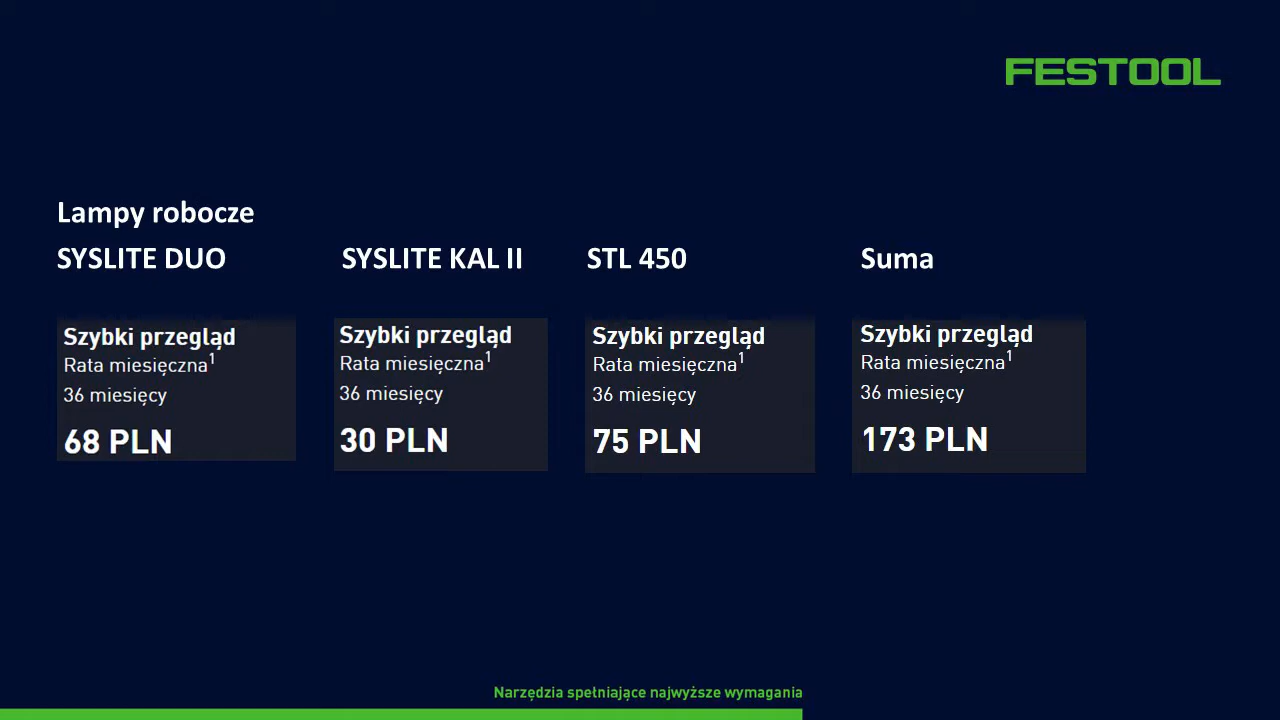 FESTOOL
Lampy robocze
SYSLITE DUO
SYSLITE KAL II
STL 450
Suma
Szybki przegląd
Rata miesięczna¹
36 miesięcy
68 PLN
Szybki przegląd
Rata miesięczna¹
36 miesięcy
30 PLN
Szybki przegląd
Rata miesięczna¹
36 miesięcy
75 PLN
Szybki przegląd
Rata miesięczna¹
36 miesięcy
173 PLN
Narzędzia spełniające najwyższe wymagania